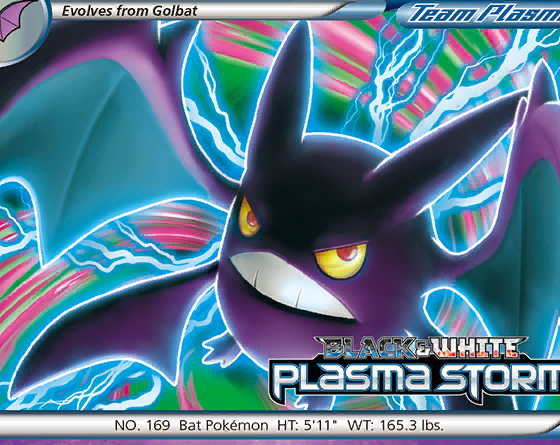 Evolves from Golbat
Team Plasm
BLACK & WHITE
PLASMA STORM
NO. 169 Bat Pokémon HT: 5'11" WT: 165.3 lbs.